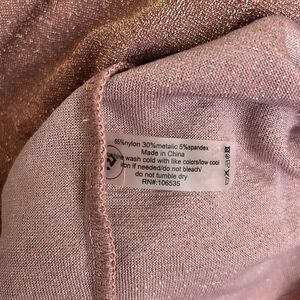 65%nylon 30%metalic 5%spandex
Made in China
wash cold with like colors/low cool
iron if needed/do not bleach/
do not tumble dry
RN#:106535